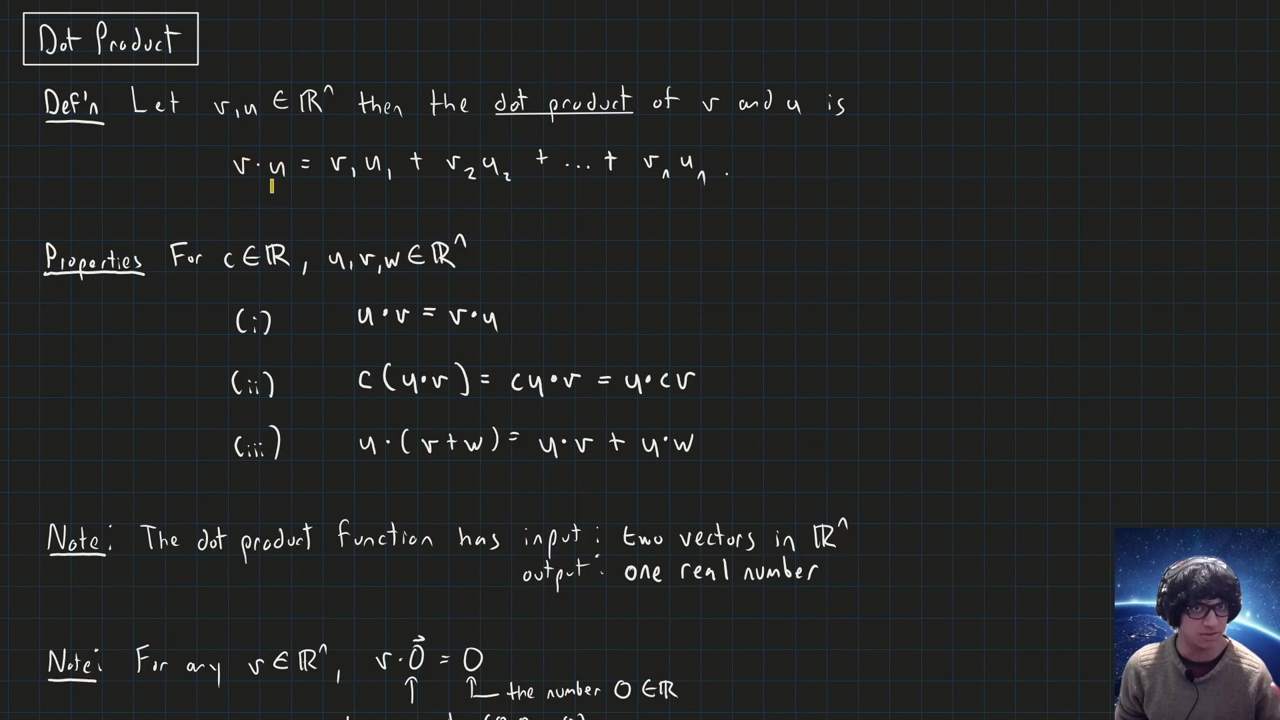 Dot Product
Def'n Let v,u ∈ ℝⁿ then the dot product of v and u is
v·u = v₁u₁ + v₂u₂ + ... + vₙuₙ .
Properties For c∈ℝ, u,v,w∈ℝⁿ
(i) u·v = v·u
(ii) c(u·v) = cu·v = u·cv
(iii) u·(v+w) = u·v + u·w
Note: The dot product function has input: two vectors in ℝⁿ
output: one real number
Note: For any v∈ℝⁿ, v·0⃗ = 0
the number 0∈ℝ